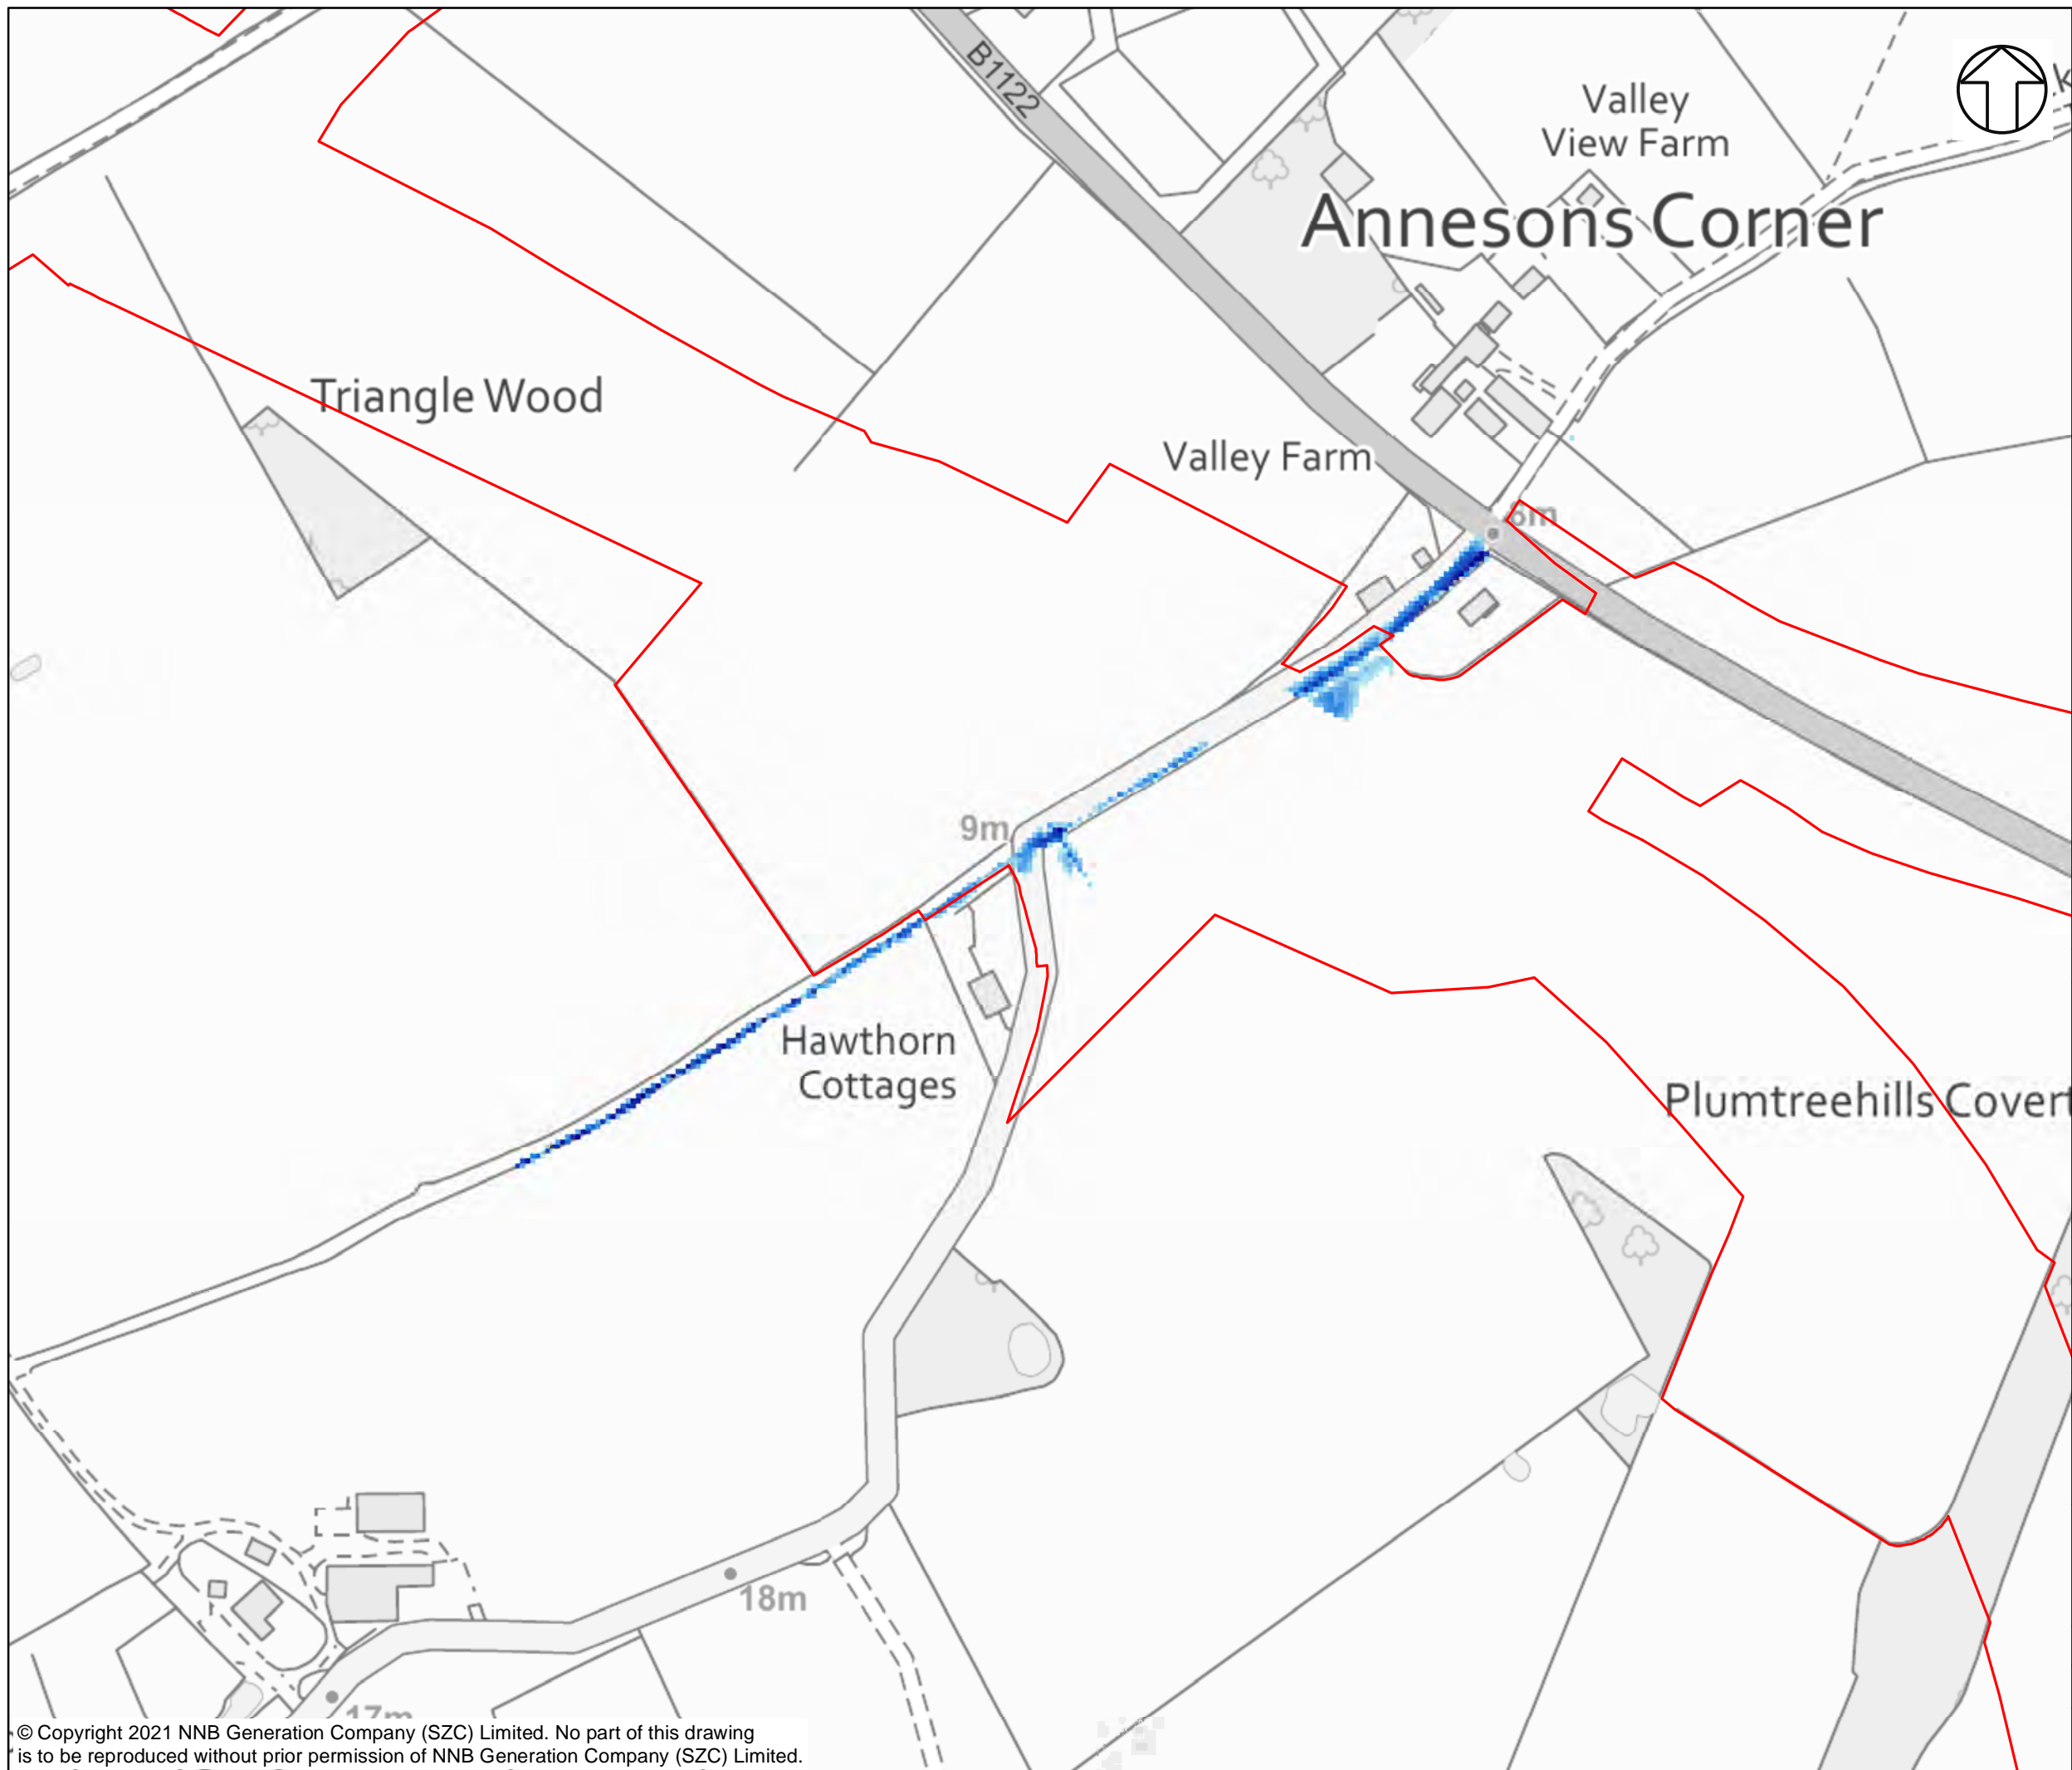 B1122
Valley
View Farm
Annesons Corner
Triangle Wood
Valley Farm
8m
9m
Hawthorn
Cottages
Plumtreehills Covert
18m
17m
© Copyright 2021 NNB Generation Company (SZC) Limited. No part of this drawing
is to be reproduced without prior permission of NNB Generation Company (SZC) Limited.